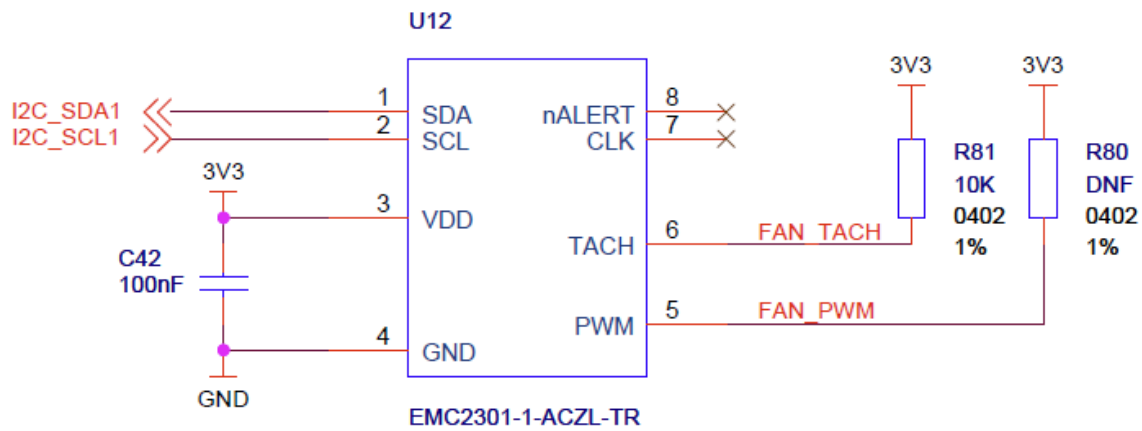 U12
I2C_SDA1
I2C_SCL1
1
2
SDA
SCL
nALERT
CLK
8
7
3V3
3V3
R81
10K
0402
1%
R80
DNF
0402
1%
3V3
3
VDD
C42
100nF
TACH
6
FAN_TACH
PWM
5
FAN_PWM
4
GND
GND
EMC2301-1-ACZL-TR